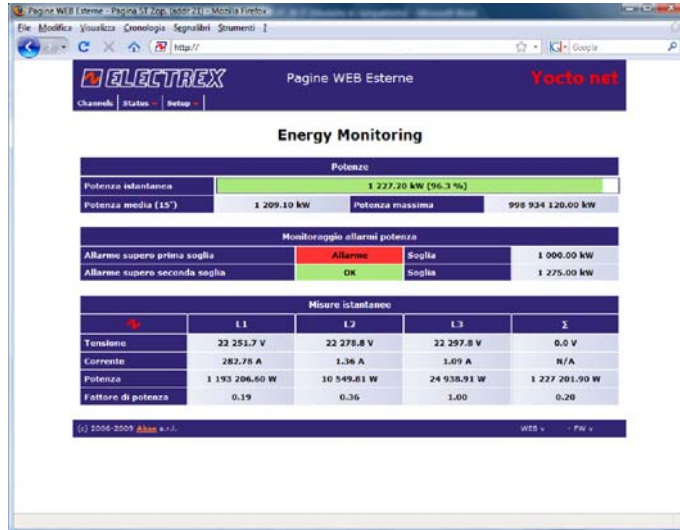 Pagine WEB Esterne - Pagina ST Zop. (addr 21) - Mozilla Firefox
File Modifica Visualizza Cronologia Segnalibri Strumenti ?
http://
Google
ELECTREX Pagine WEB Esterne Yocto net
Channels Status Setup
Energy Monitoring
Potenze
Potenza istantanea 1 227.20 kW (96.3 %)
Potenza media (15') 1 209.10 kW Potenza massima 998 934 120.00 kW
Monitoraggio allarmi potenza
Allarme supero prima soglia Allarme Soglia 1 000.00 kW
Allarme supero seconda soglia OK Soglia 1 275.00 kW
Misure istantanee
L1 L2 L3 Σ
Tensione 22 251.7 V 22 278.8 V 22 297.8 V 0.0 V
Corrente 282.78 A 1.36 A 1.09 A N/A
Potenza 1 193 206.60 W 10 549.81 W 24 938.91 W 1 227 201.90 W
Fattore di potenza 0.19 0.36 1.00 0.20
(c) 2006-2009 Akse s.r.l. WEB v - FW v